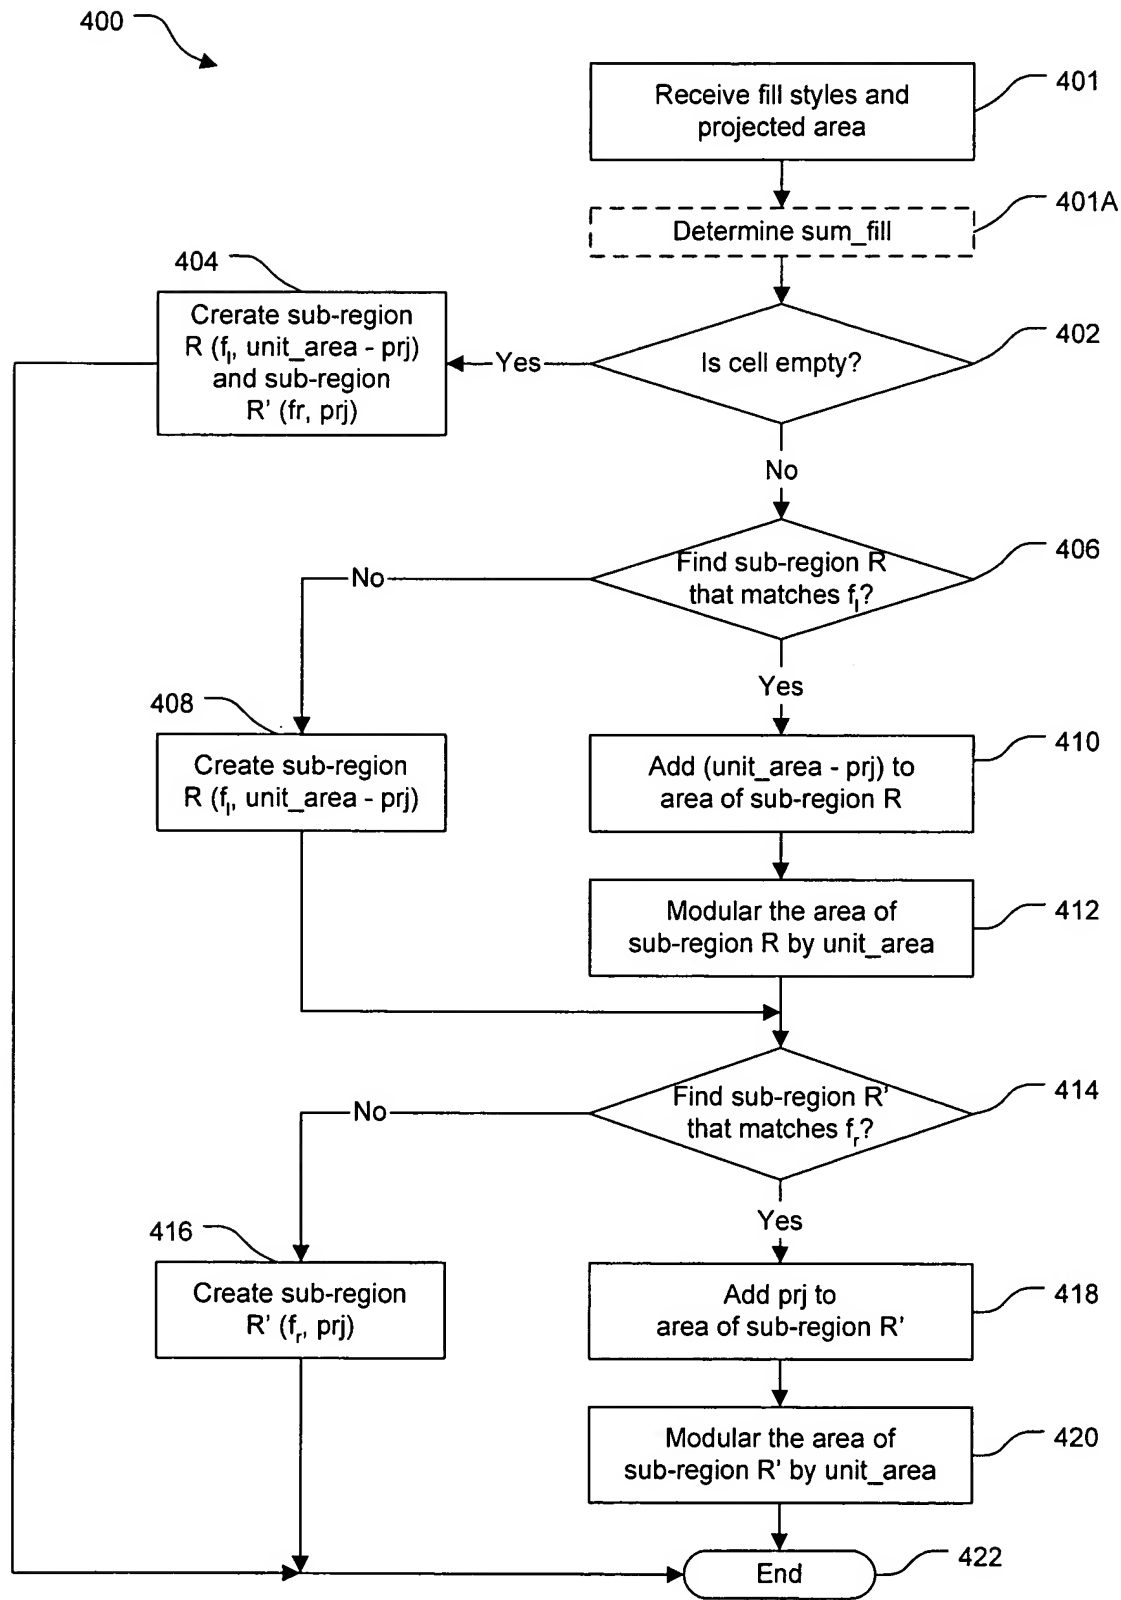 400
Receive fill styles and
projected area
401
Determine sum_fill
401A
404
Crerate sub-region
R (fl, unit_area - prj)
and sub-region
R' (fr, prj)
Yes
Is cell empty?
402
No
Find sub-region R
that matches fl?
406
No
Yes
408
Create sub-region
R (fl, unit_area - prj)
Add (unit_area - prj) to
area of sub-region R
410
Modular the area of
sub-region R by unit_area
412
Find sub-region R'
that matches fr?
414
No
Yes
416
Create sub-region
R' (fr, prj)
Add prj to
area of sub-region R'
418
Modular the area of
sub-region R' by unit_area
420
End
422